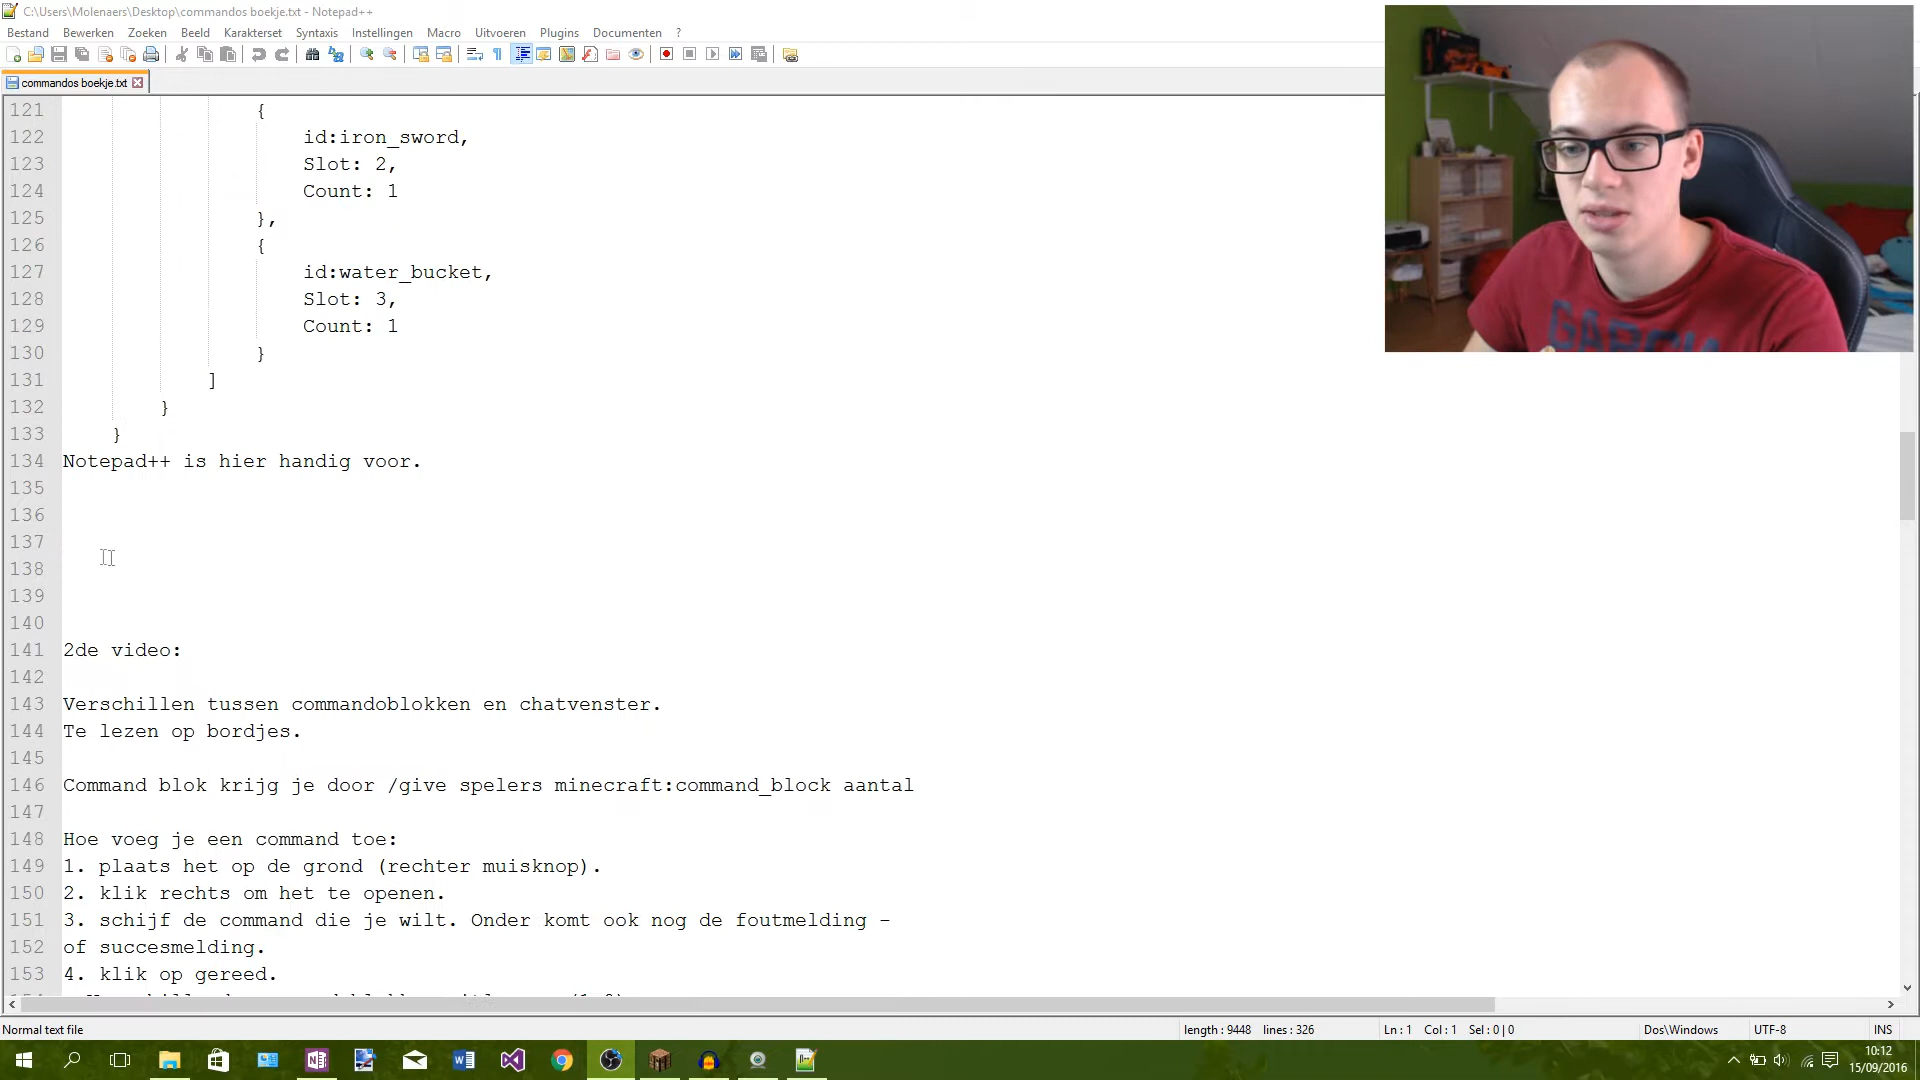 C:\Users\Molenaers\Desktop\commandos boekje.txt - Notepad++
Bestand Bewerken Zoeken Beeld Karakterset Syntaxis Instellingen Macro Uitvoeren Plugins Documenten ?
commandos boekje.txt
121 {
122 id:iron_sword,
123 Slot: 2,
124 Count: 1
125 },
126 {
127 id:water_bucket,
128 Slot: 3,
129 Count: 1
130 }
131 ]
132 }
133 }
134 Notepad++ is hier handig voor.
135
136
137
138
139
140
141 2de video:
142
143 Verschillen tussen commandoblokken en chatvenster.
144 Te lezen op bordjes.
145
146 Command blok krijg je door /give spelers minecraft:command_block aantal
147
148 Hoe voeg je een command toe:
149 1. plaats het op de grond (rechter muisknop).
150 2. klik rechts om het te openen.
151 3. schijf de command die je wilt. Onder komt ook nog de foutmelding -
152 of succesmelding.
153 4. klik op gereed.
Normal text file length : 9448 lines : 326 Ln : 1 Col : 1 Sel : 0 | 0 Dos\Windows UTF-8 INS
10:12
15/09/2016